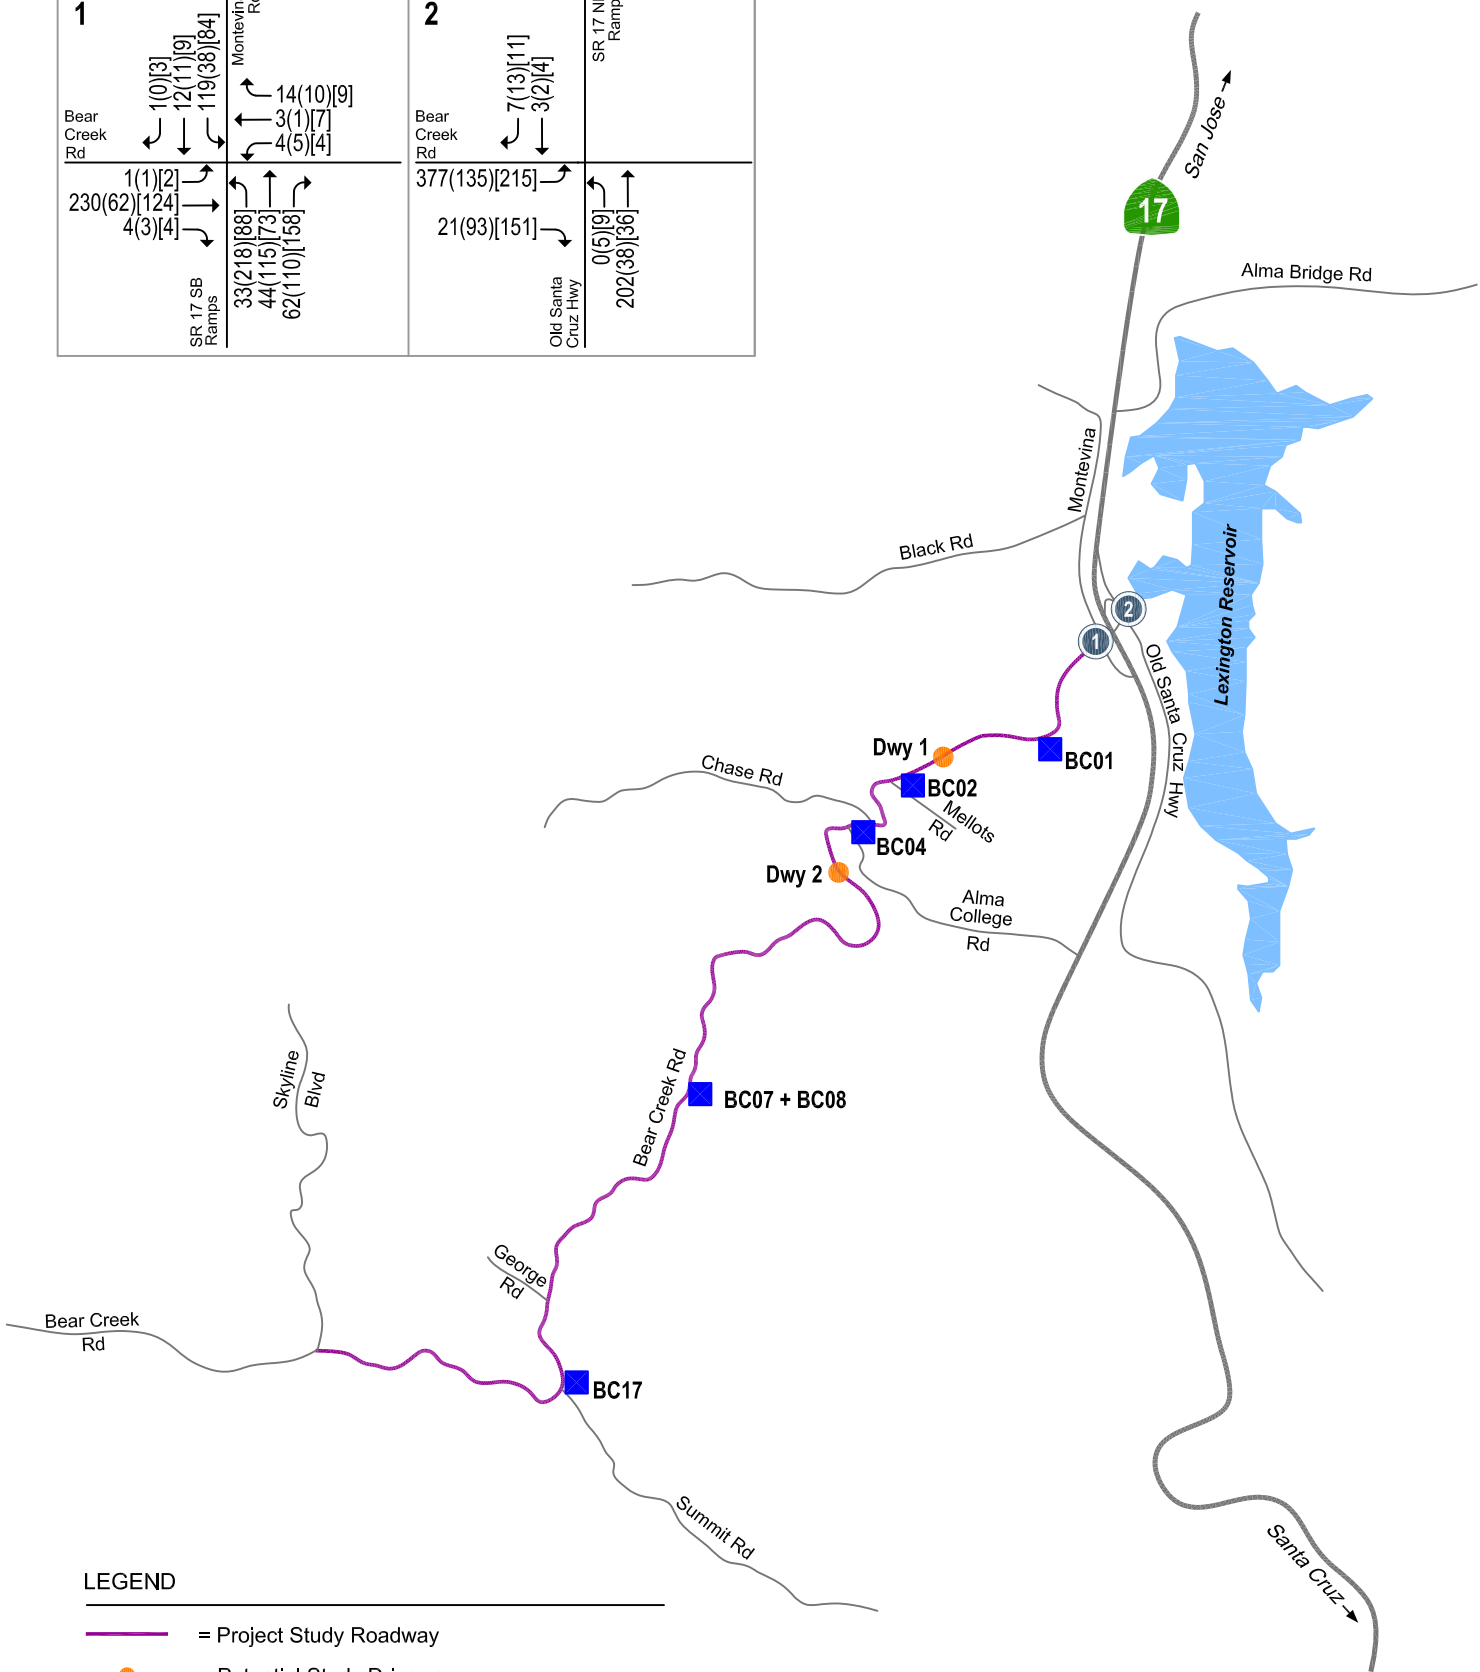 1
1(0)[3]
12(11)[9]
119(38)[84]
14(10)[9]
3(1)[7]
4(5)[4]
Bear
Creek
Rd
1(1)[2]
230(62)[124]
4(3)[4]
33(218)[88]
44(115)[73]
62(110)[158]
SR 17 SB
Ramps
2
SR 17
7(13)[11]
3(2)[4]
Bear
Creek
Rd
377(135)[215]
21(93)[151]
0(5)[9]
202(38)[36]
Old Santa
Cruz Hwy
San Jose
17
Alma Bridge Rd
Montevina
Black Rd
Lexington Reservoir
2
1
Old Santa Cruz Hwy
Dwy 1
BC01
Chase Rd
BC02
Mellots
Rd
BC04
Dwy 2
Alma
College
Rd
Skyline
Blvd
Bear Creek Rd
BC07 + BC08
George
Rd
Bear Creek
Rd
BC17
Summit Rd
Santa Cruz
LEGEND
= Project Study Roadway